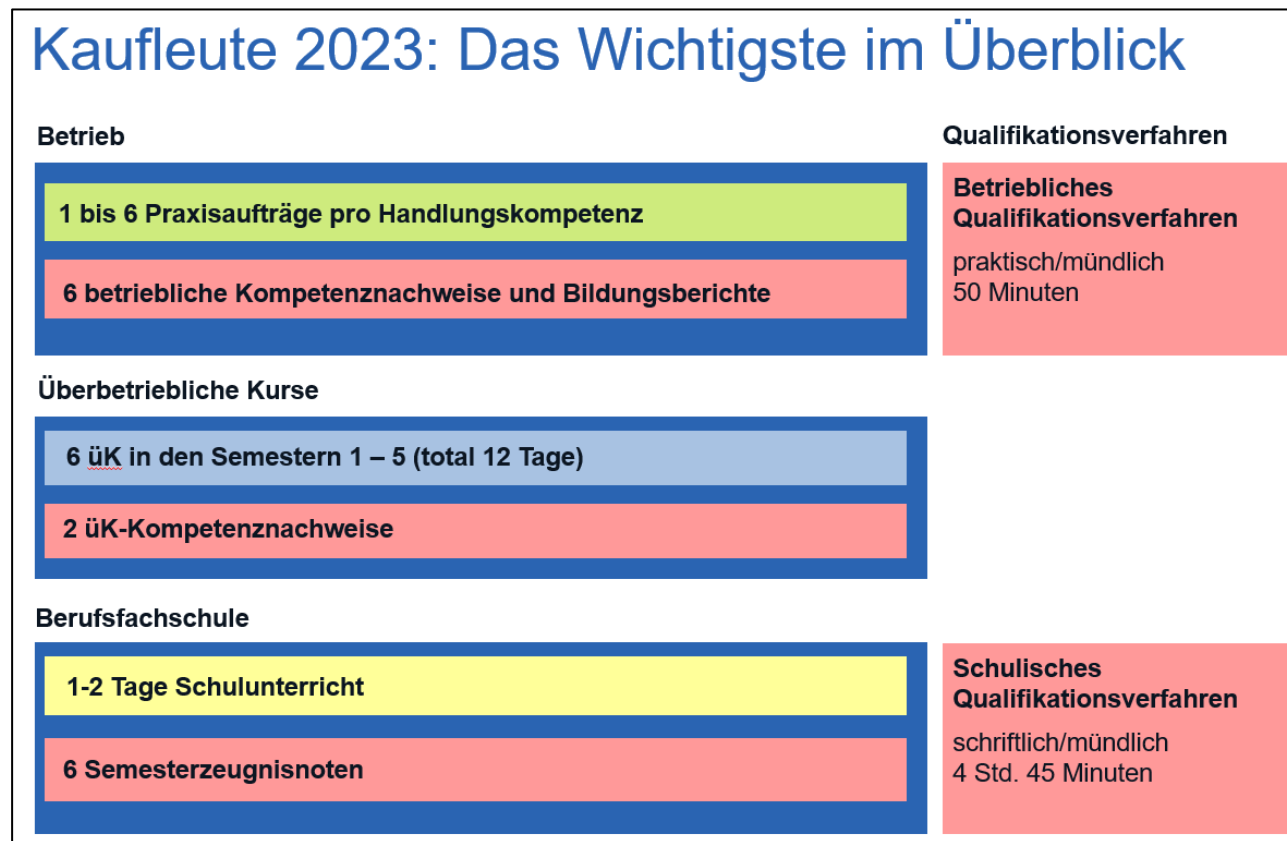 Kaufleute 2023: Das Wichtigste im Überblick
Betrieb
1 bis 6 Praxisaufträge pro Handlungskompetenz
6 betriebliche Kompetenznachweise und Bildungsberichte
Qualifikationsverfahren
Betriebliches
Qualifikationsverfahren
praktisch/mündlich
50 Minuten
Überbetriebliche Kurse
6 üK in den Semestern 1 – 5 (total 12 Tage)
2 üK-Kompetenznachweise
Berufsfachschule
1-2 Tage Schulunterricht
6 Semesterzeugnisnoten
Schulisches
Qualifikationsverfahren
schriftlich/mündlich
4 Std. 45 Minuten